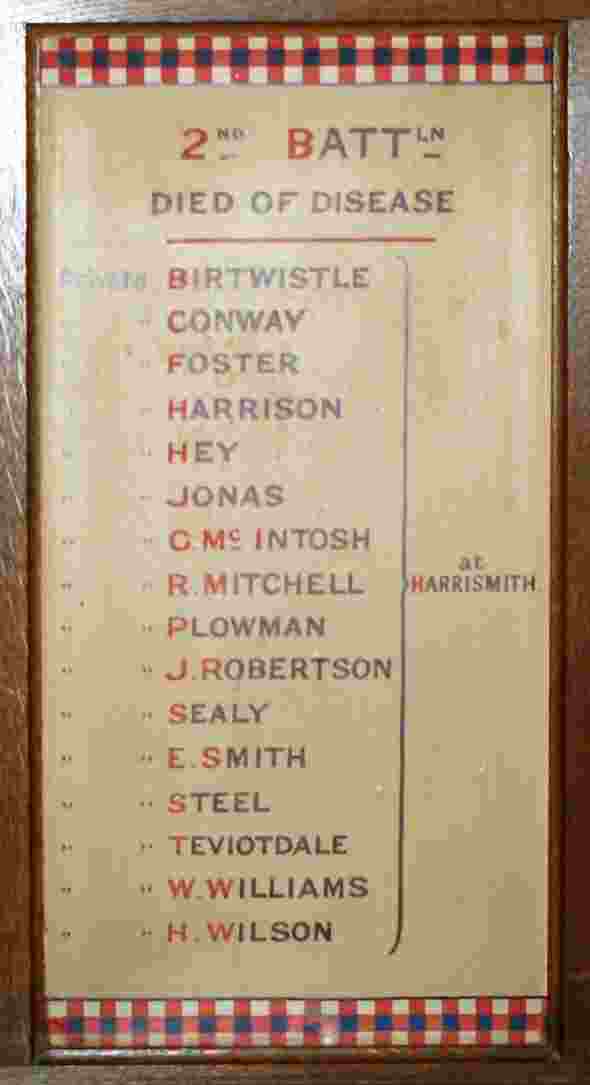 2ND BATTLN
DIED OF DISEASE
Private BIRTWISTLE
" CONWAY
" " FOSTER
" " HARRISON
" " HEY
" " JONAS
" " G. Mc INTOSH
" " R. MITCHELL
" " PLOWMAN
" " J. ROBERTSON
" " SEALY
" " E. SMITH
" " STEEL
" " TEVIOTDALE
" " W. WILLIAMS
" " H. WILSON
at
HARRISMITH